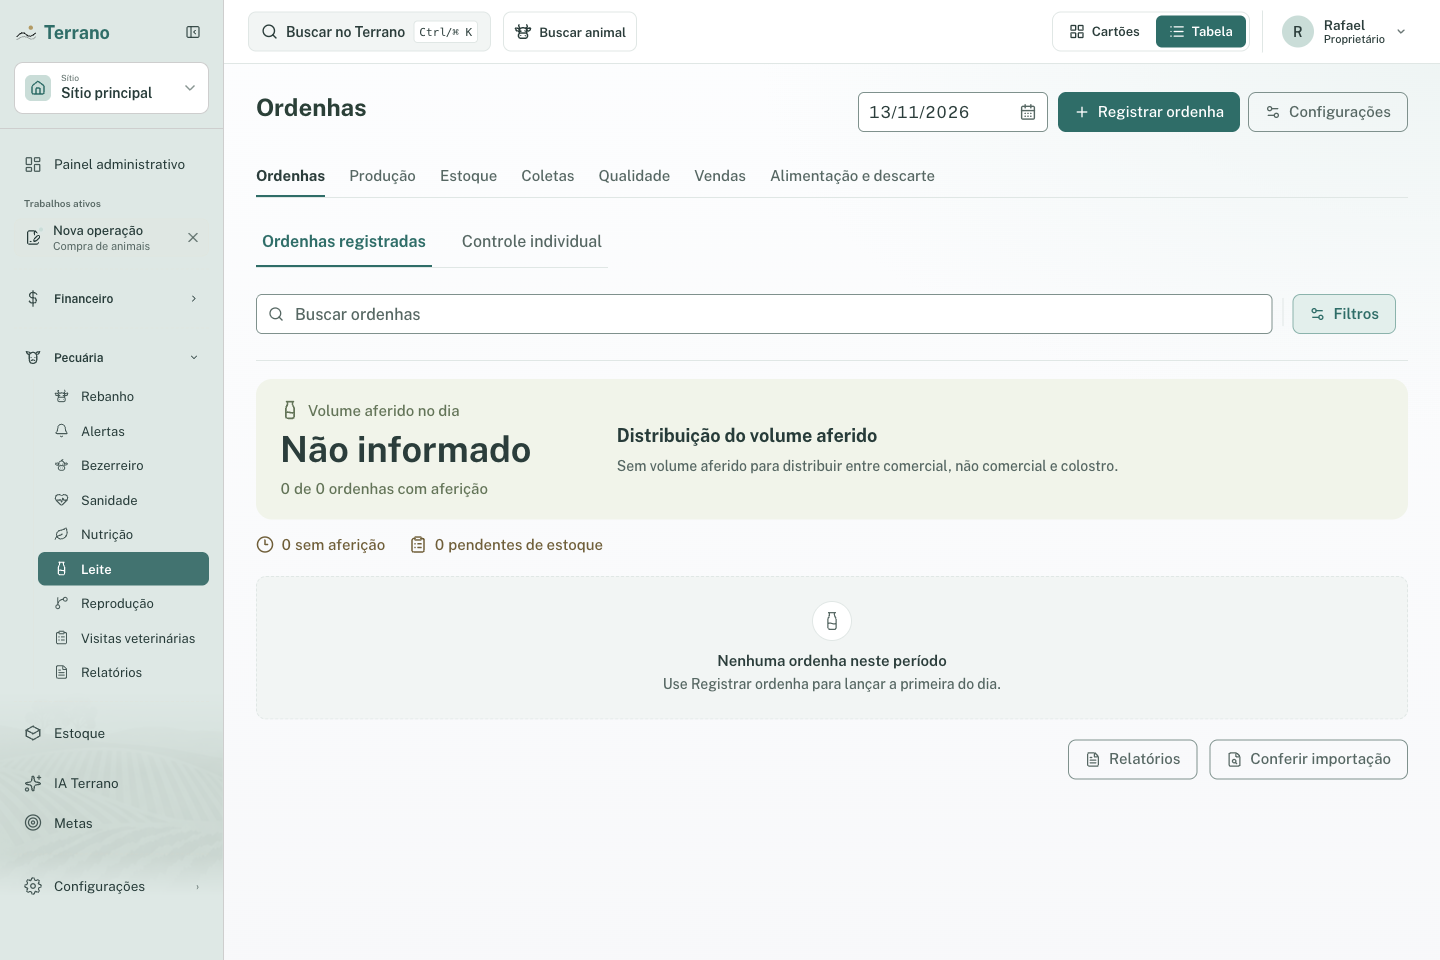 Terrano
Sítio
Sítio principal
Painel administrativo
Trabalhos ativos
Nova operação
Compra de animais
Financeiro
Pecuária
Rebanho
Alertas
Bezerreiro
Sanidade
Nutrição
Leite
Reprodução
Visitas veterinárias
Relatórios
Estoque
IA Terrano
Metas
Configurações
Buscar no Terrano Ctrl/⌘ K
Buscar animal
Cartões
Tabela
R
Rafael
Proprietário
Ordenhas
13/11/2026
Registrar ordenha
Configurações
Ordenhas Produção Estoque Coletas Qualidade Vendas Alimentação e descarte
Ordenhas registradas Controle individual
Buscar ordenhas
Filtros
Volume aferido no dia
Não informado
0 de 0 ordenhas com aferição
Distribuição do volume aferido
Sem volume aferido para distribuir entre comercial, não comercial e colostro.
0 sem aferição 0 pendentes de estoque
Nenhuma ordenha neste período
Use Registrar ordenha para lançar a primeira do dia.
Relatórios
Conferir importação